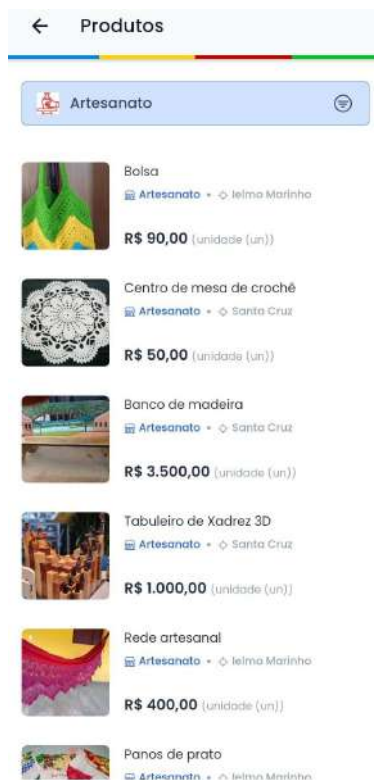 Produtos
Artesanato
Bolsa
Artesanato • Ielmo Marinho
R$ 90,00 (unidade (un))
Centro de mesa de crochê
Artesanato • Santa Cruz
R$ 50,00 (unidade (un))
Banco de madeira
Artesanato • Santa Cruz
R$ 3.500,00 (unidade (un))
Tabuleiro de Xadrez 3D
Artesanato • Santa Cruz
R$ 1.000,00 (unidade (un))
Rede artesanal
Artesanato • Ielmo Marinho
R$ 400,00 (unidade (un))
Panos de prato
Artesanato • Ielmo Marinho